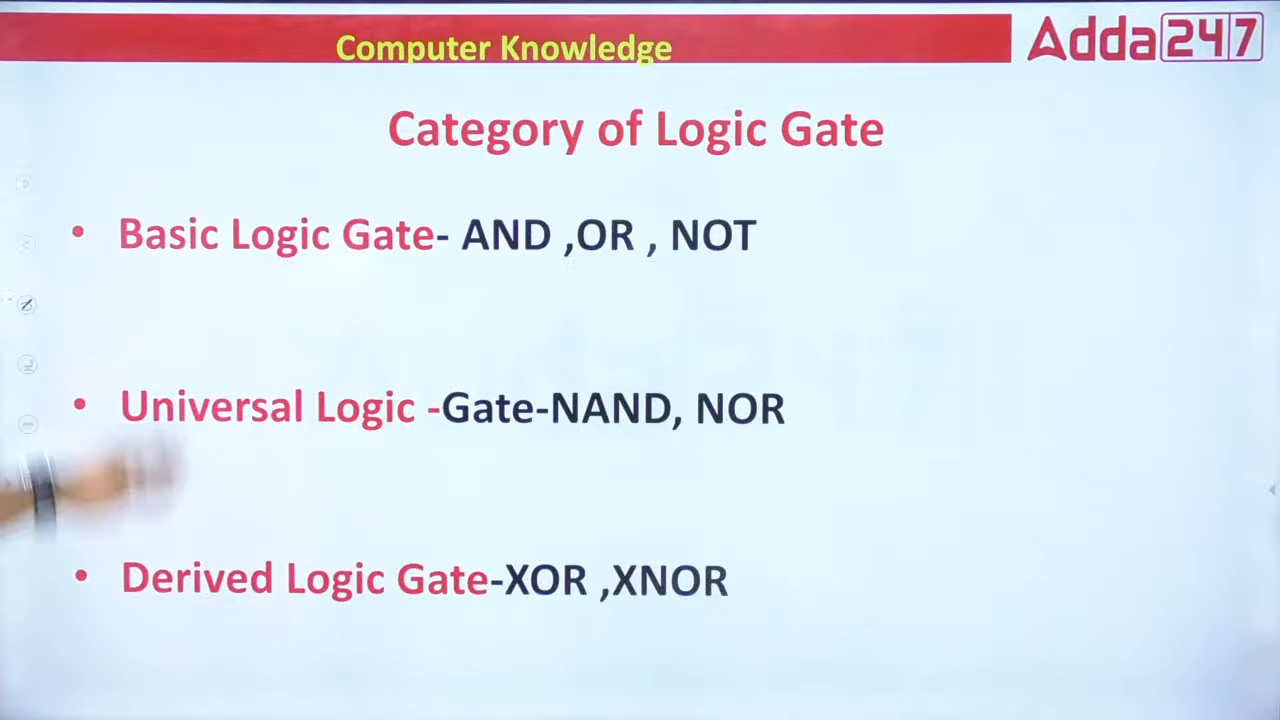 Computer Knowledge
Adda247
Category of Logic Gate
• Basic Logic Gate- AND ,OR , NOT
• Universal Logic -Gate-NAND, NOR
• Derived Logic Gate-XOR ,XNOR